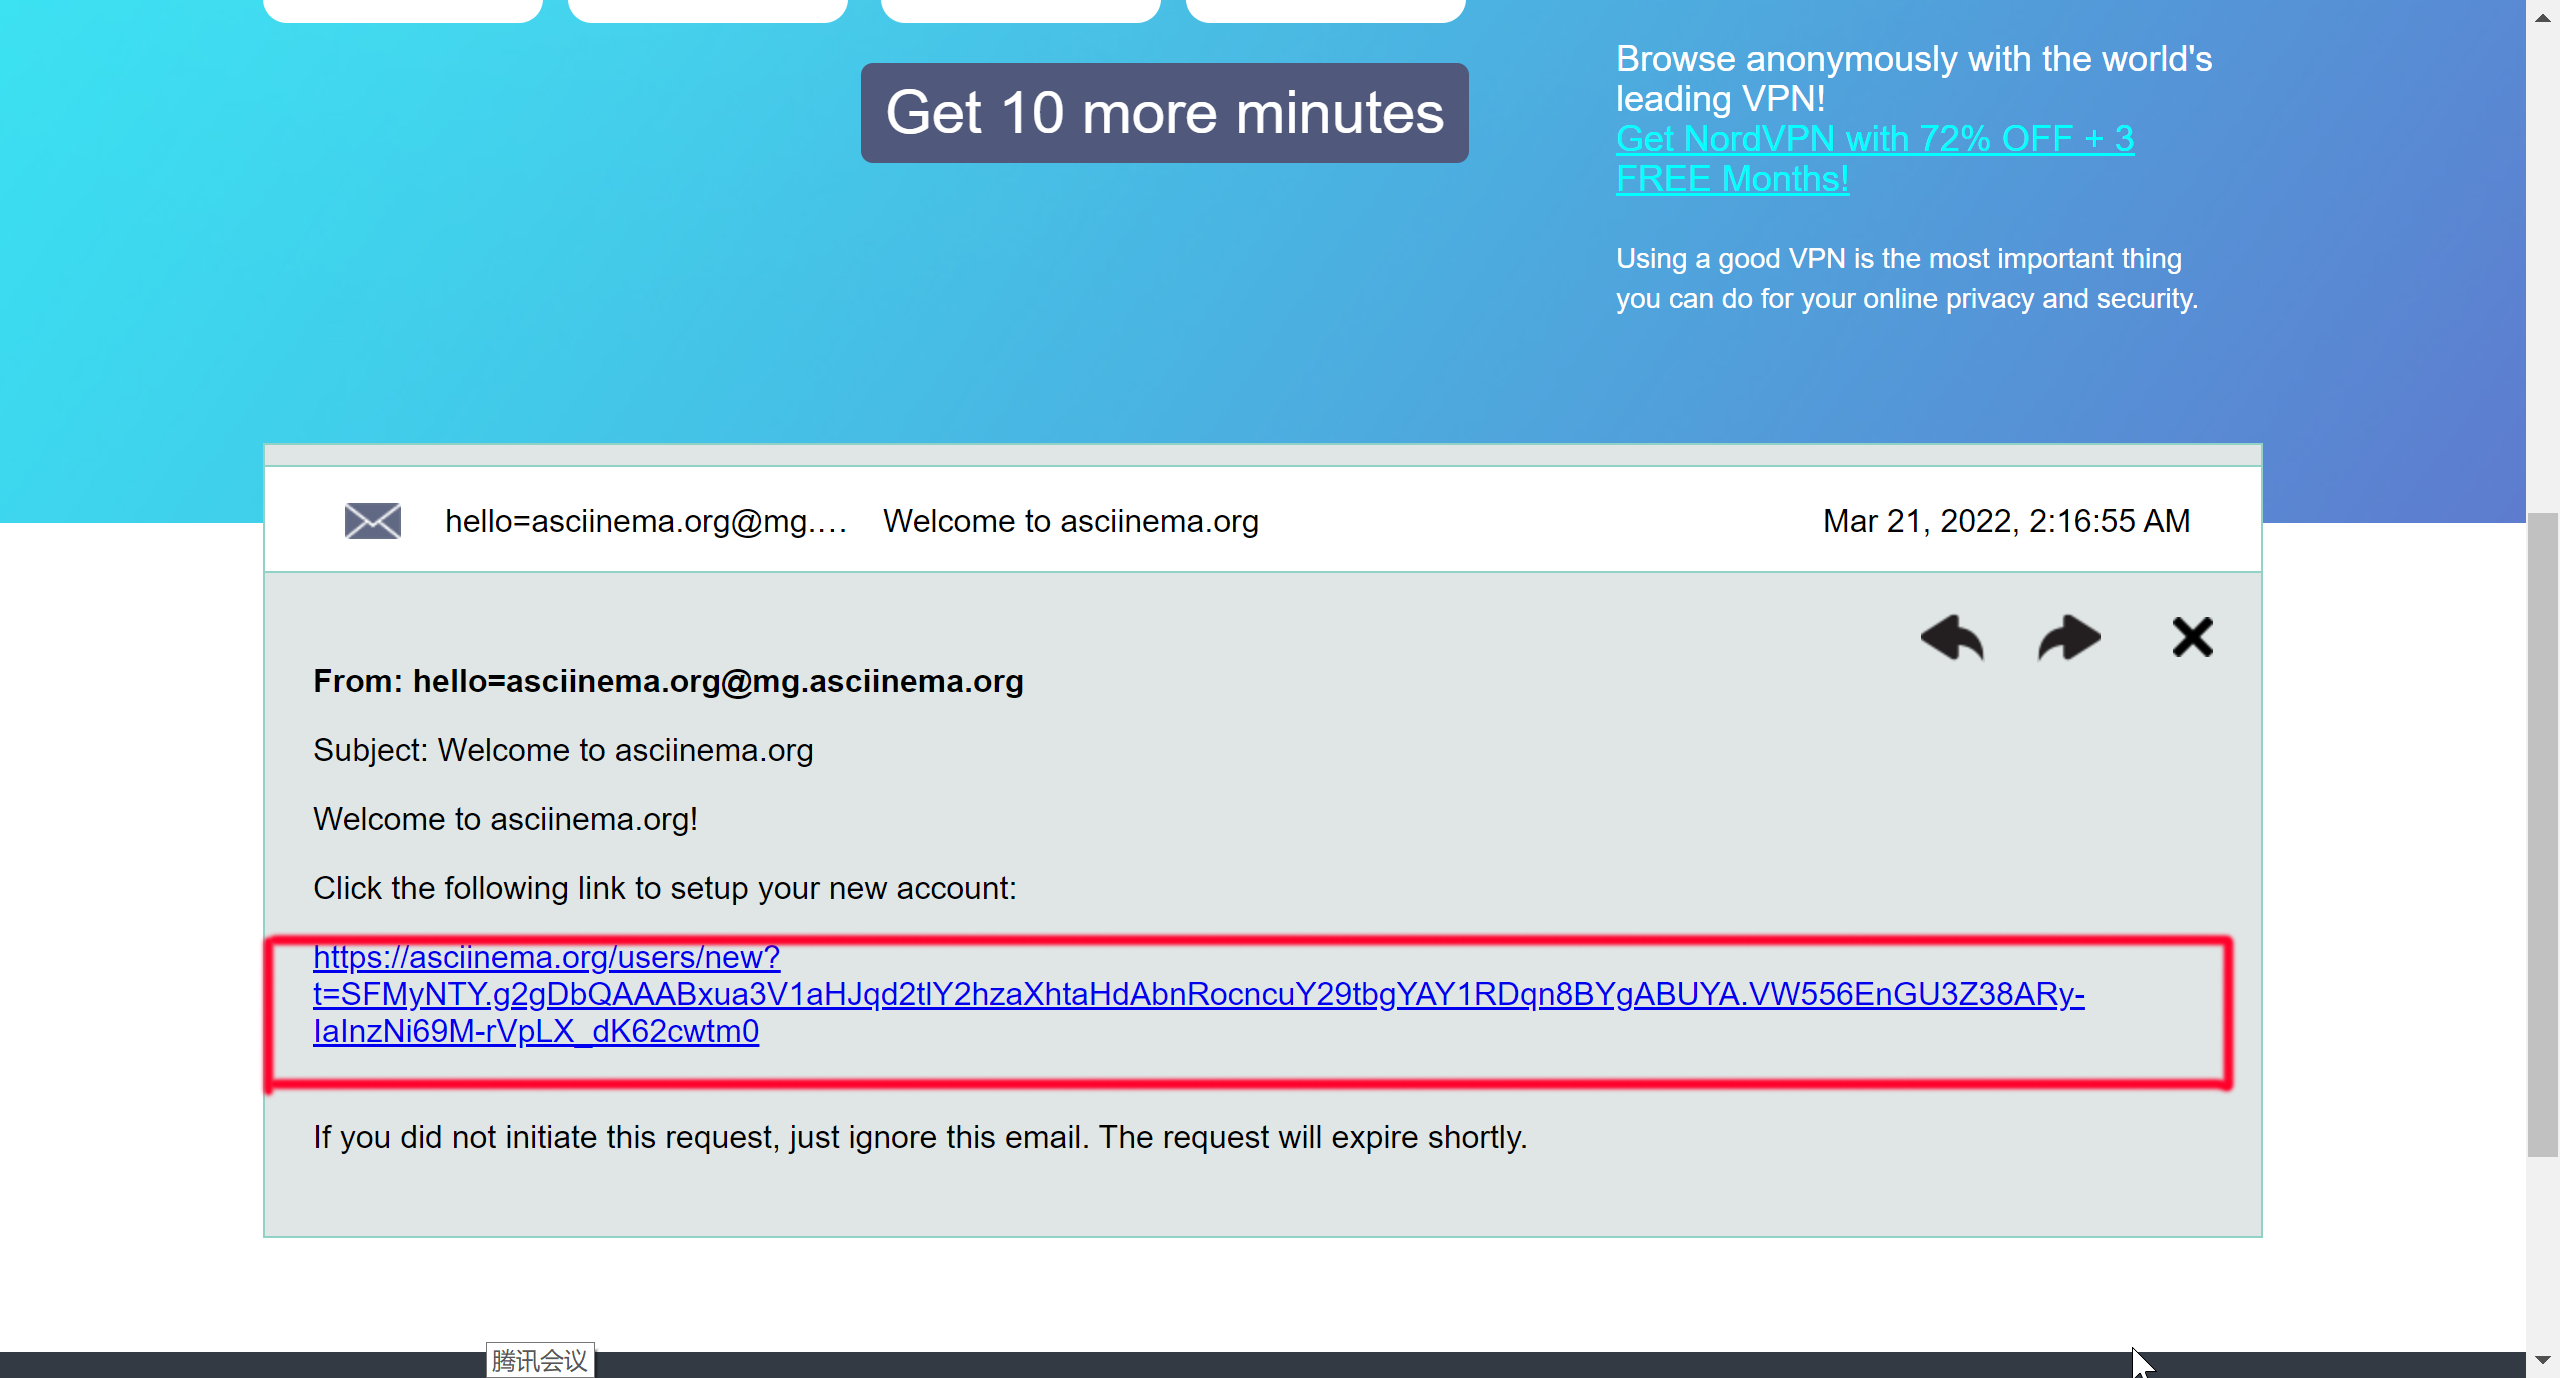 Get 10 more minutes
Browse anonymously with the world's
leading VPN!
Get NordVPN with 72% OFF + 3
FREE Months!
Using a good VPN is the most important thing
you can do for your online privacy and security.
hello=asciinema.org@mg.… Welcome to asciinema.org Mar 21, 2022, 2:16:55 AM
From: hello=asciinema.org@mg.asciinema.org
Subject: Welcome to asciinema.org
Welcome to asciinema.org!
Click the following link to setup your new account:
https://asciinema.org/users/new?
t=SFMyNTY.g2gDbQAAABxua3V1aHJqd2tlY2hzaXhtaHdAbnRocncuY29tbgYAY1RDqn8BYgABUYA.VW556EnGU3Z38ARy-
IaInzNi69M-rVpLX_dK62cwtm0
If you did not initiate this request, just ignore this email. The request will expire shortly.
腾讯会议